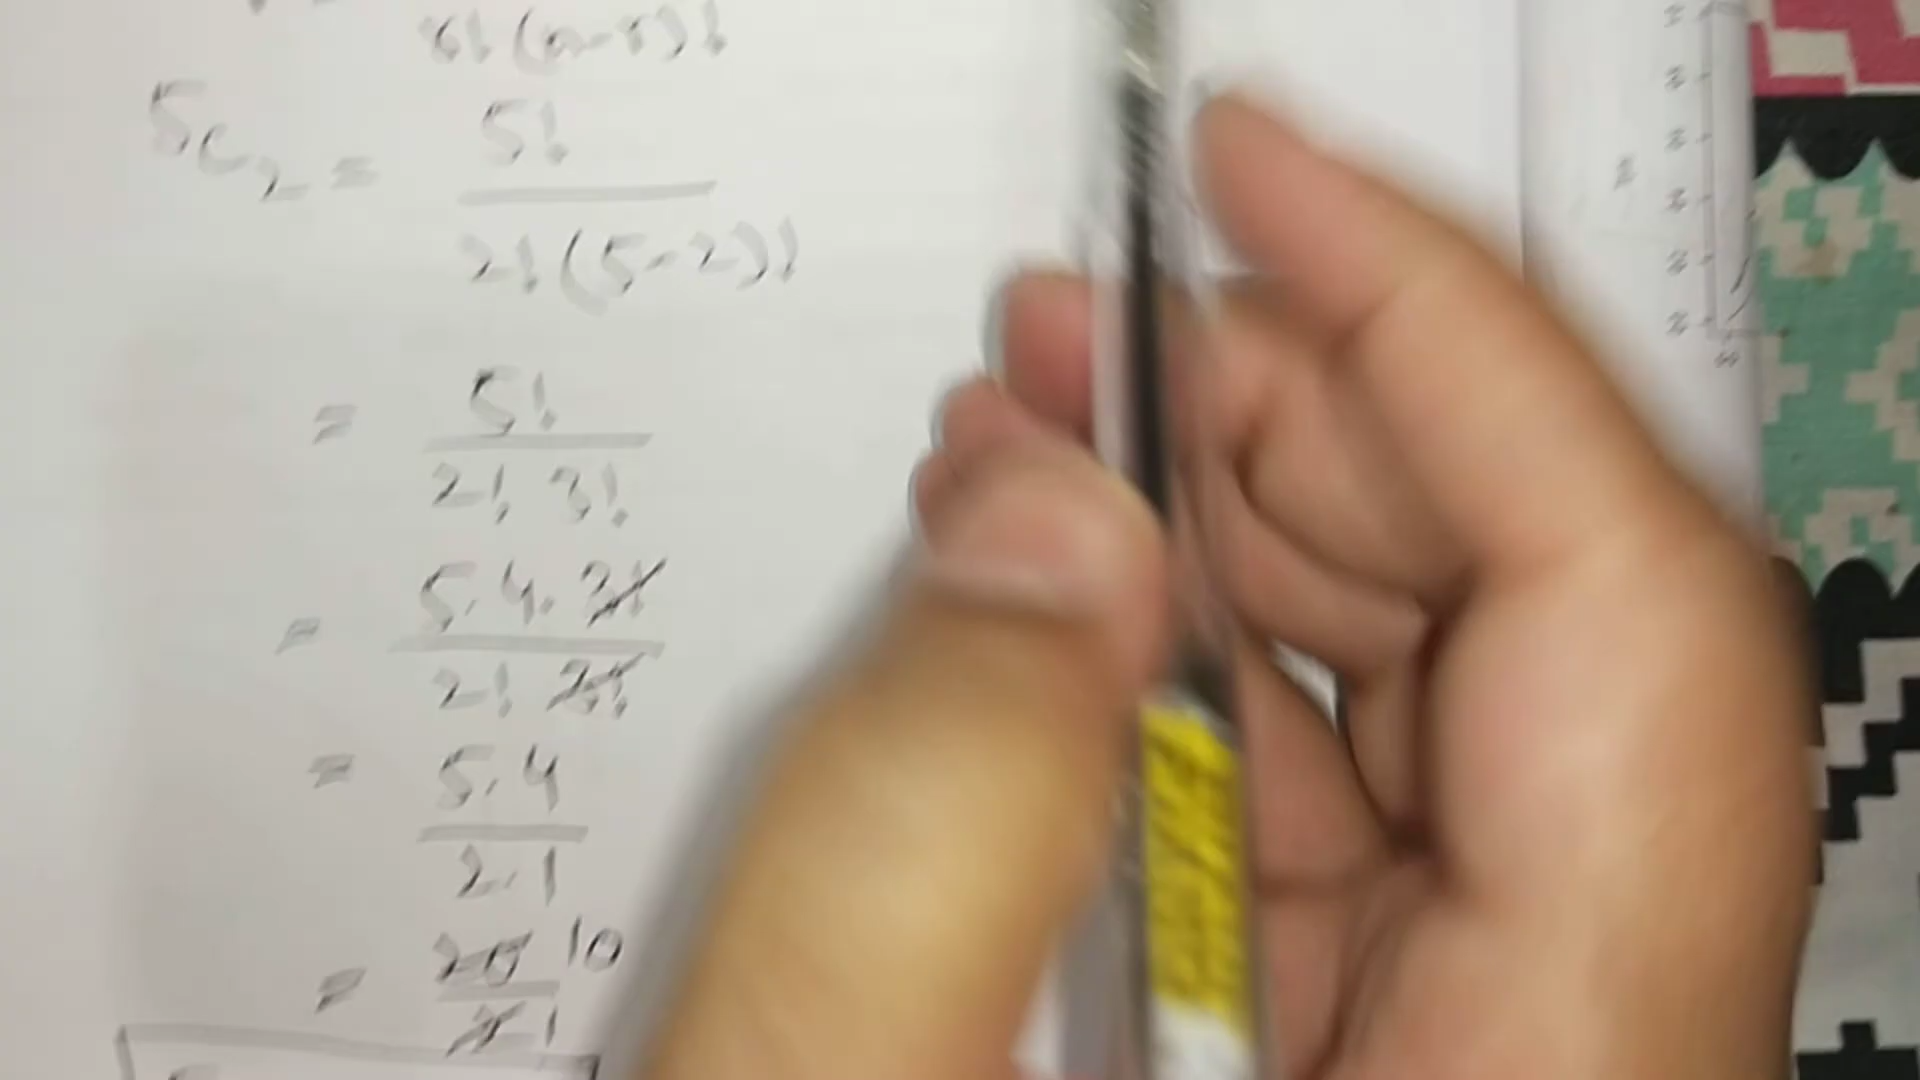 r!(n-r)!
5C2 = 5!
2!(5-2)!
= 5!
2! 3!
= 5.4.3!
2! 3!
= 5.4
2.1
= 20 10
2 1